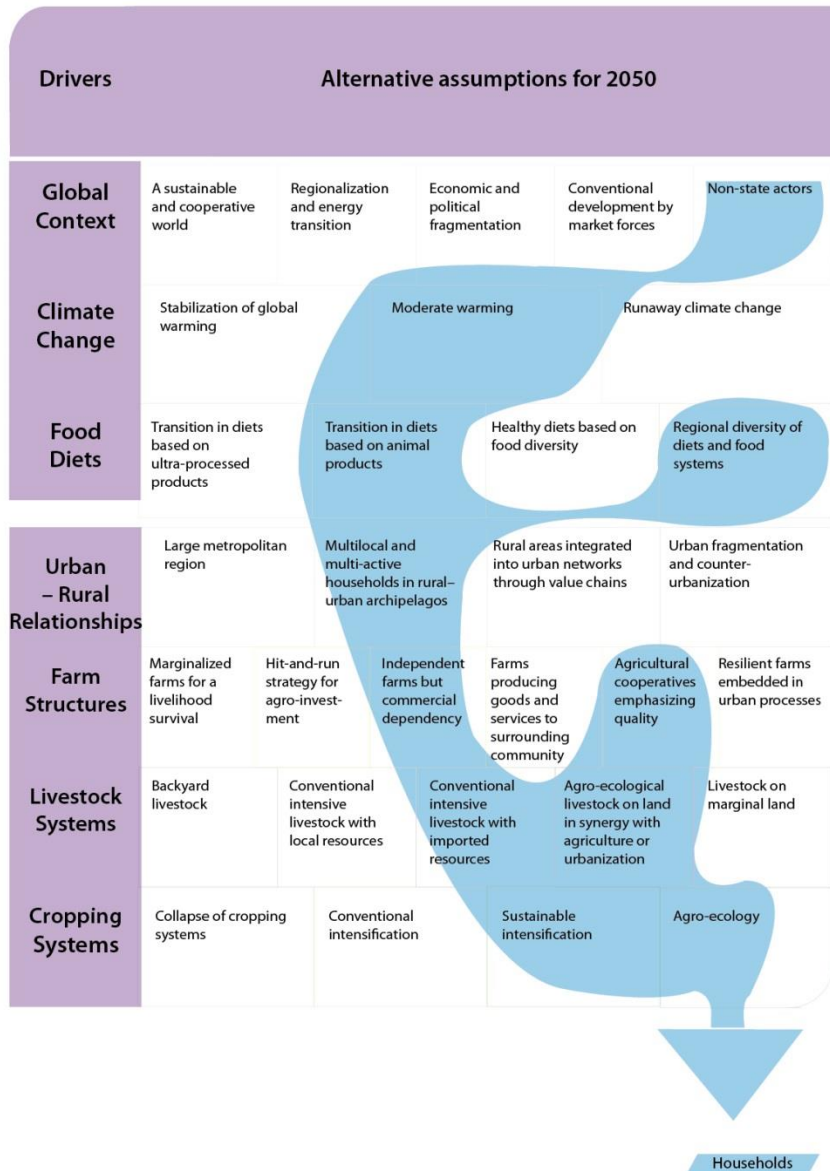 Drivers
Alternative assumptions for 2050
Global
Context
A sustainable
and cooperative
world
Regionalization
and energy
transition
Economic and
political
fragmentation
Conventional
development by
market forces
Non-state actors
Climate
Change
Stabilization of global
warming
Moderate warming
Runaway climate change
Food
Diets
Transition in diets
based on
ultra-processed
products
Transition in diets
based on animal
products
Healthy diets based on
food diversity
Regional diversity of
diets and food
systems
Urban
– Rural
Relationships
Large metropolitan
region
Multilocal and
multi-active
households in rural–
urban archipelagos
Rural areas integrated
into urban networks
through value chains
Urban fragmentation
and counter-
urbanization
Farm
Structures
Marginalized
farms for a
livelihood
survival
Hit-and-run
strategy for
agro-invest-
ment
Independent
farms but
commercial
dependency
Farms
producing
goods and
services to
surrounding
community
Agricultural
cooperatives
emphasizing
quality
Resilient farms
embedded in
urban processes
Livestock
Systems
Backyard
livestock
Conventional
intensive
livestock with
local resources
Conventional
intensive
livestock with
imported
resources
Agro-ecological
livestock on land
in synergy with
agriculture or
urbanization
Livestock on
marginal land
Cropping
Systems
Collapse of cropping
systems
Conventional
intensification
Sustainable
intensification
Agro-ecology
Households